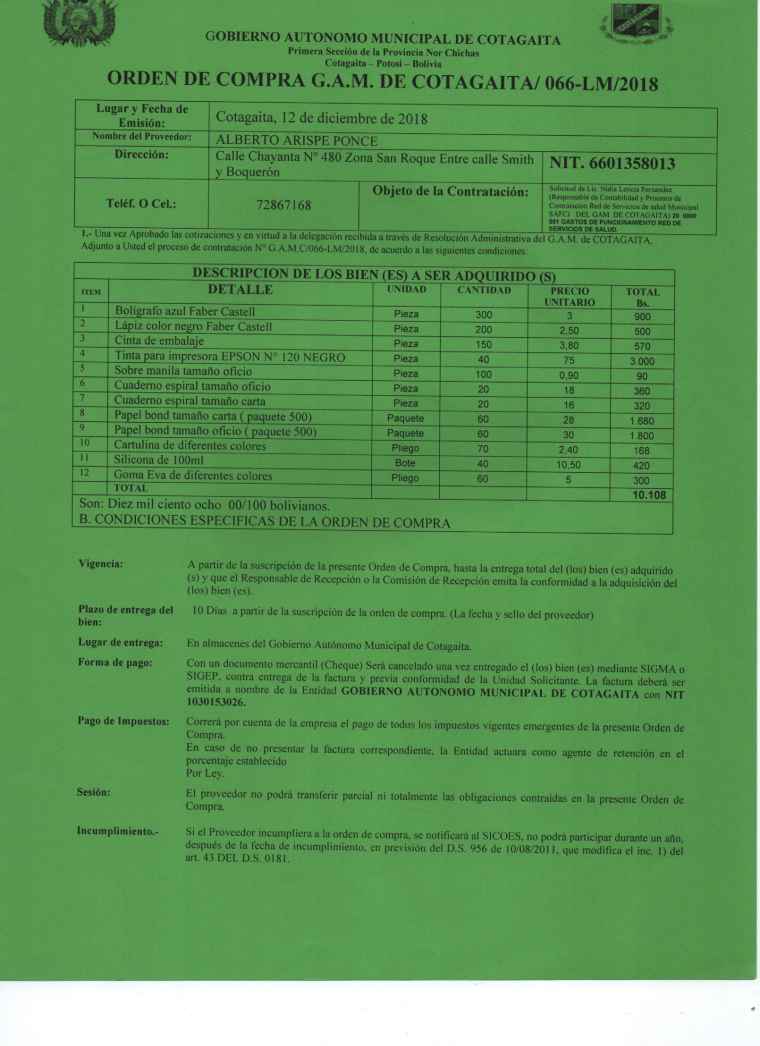 GOBIERNO AUTONOMO MUNICIPAL DE COTAGAITA
Primera Sección de la Provincia Nor Chichas
Cotagaita – Potosí – Bolivia
ORDEN DE COMPRA G.A.M. DE COTAGAITA/ 066-LM/2018
Lugar y Fecha de Emisión: Cotagaita, 12 de diciembre de 2018
Nombre del Proveedor: ALBERTO ARISPE PONCE
Dirección: Calle Chayanta Nº 480 Zona San Roque Entre calle Smith y Boquerón NIT. 6601358013
Teléf. O Cel.: 72867168 Objeto de la Contratación:
Solicitud de Lic. Nidia Leticia Fernandez
(Responsable de Contabilidad y Procesos de
Contratación Red de Servicios de salud Municipal
SAFCI DEL GAM DE COTAGAITA) 20 0000
001 GASTOS DE FUNCIONAMIENTO RED DE
SERVICIOS DE SALUD.
1.- Una vez Aprobado las cotizaciones y en virtud a la delegación recibida a través de Resolución Administrativa del G.A.M. de COTAGAITA.
Adjunto a Usted el proceso de contratación Nº G.A.M.C/066-LM/2018, de acuerdo a las siguientes condiciones:
DESCRIPCION DE LOS BIEN (ES) A SER ADQUIRIDO (S)
ITEM DETALLE UNIDAD CANTIDAD PRECIO UNITARIO TOTAL Bs.
1 Bolígrafo azul Faber Castell Pieza 300 3 900
2 Lápiz color negro Faber Castell Pieza 200 2,50 500
3 Cinta de embalaje Pieza 150 3,80 570
4 Tinta para impresora EPSON Nº 120 NEGRO Pieza 40 75 3.000
5 Sobre manila tamaño oficio Pieza 100 0,90 90
6 Cuaderno espiral tamaño oficio Pieza 20 18 360
7 Cuaderno espiral tamaño carta Pieza 20 16 320
8 Papel bond tamaño carta ( paquete 500) Paquete 60 28 1.680
9 Papel bond tamaño oficio ( paquete 500) Paquete 60 30 1.800
10 Cartulina de diferentes colores Pliego 70 2,40 168
11 Silicona de 100ml Bote 40 10,50 420
12 Goma Eva de diferentes colores Pliego 60 5 300
TOTAL 10.108
Son: Diez mil ciento ocho 00/100 bolivianos.
B. CONDICIONES ESPECIFICAS DE LA ORDEN DE COMPRA
Vigencia: A partir de la suscripción de la presente Orden de Compra, hasta la entrega total del (los) bien (es) adquirido
(s) y que el Responsable de Recepción o la Comisión de Recepción emita la conformidad a la adquisición del
(los) bien (es).
Plazo de entrega del bien: 10 Días a partir de la suscripción de la orden de compra. (La fecha y sello del proveedor)
Lugar de entrega: En almacenes del Gobierno Autónomo Municipal de Cotagaita.
Forma de pago: Con un documento mercantil (Cheque) Será cancelado una vez entregado el (los) bien (es) mediante SIGMA o
SIGEP, contra entrega de la factura y previa conformidad de la Unidad Solicitante. La factura deberá ser
emitida a nombre de la Entidad GOBIERNO AUTONOMO MUNICIPAL DE COTAGAITA con NIT
1030153026.
Pago de Impuestos: Correrá por cuenta de la empresa el pago de todos los impuestos vigentes emergentes de la presente Orden de
Compra.
En caso de no presentar la factura correspondiente, la Entidad actuara como agente de retención en el
porcentaje establecido
Por Ley.
Sesión: El proveedor no podrá transferir parcial ni totalmente las obligaciones contraídas en la presente Orden de
Compra.
Incumplimiento.- Si el Proveedor incumpliera a la orden de compra, se notificará al SICOES, no podrá participar durante un año,
después de la fecha de incumplimiento, en previsión del D.S. 956 de 10/08/2011, que modifica el inc. 1) del
art. 43 DEL D.S. 0181.